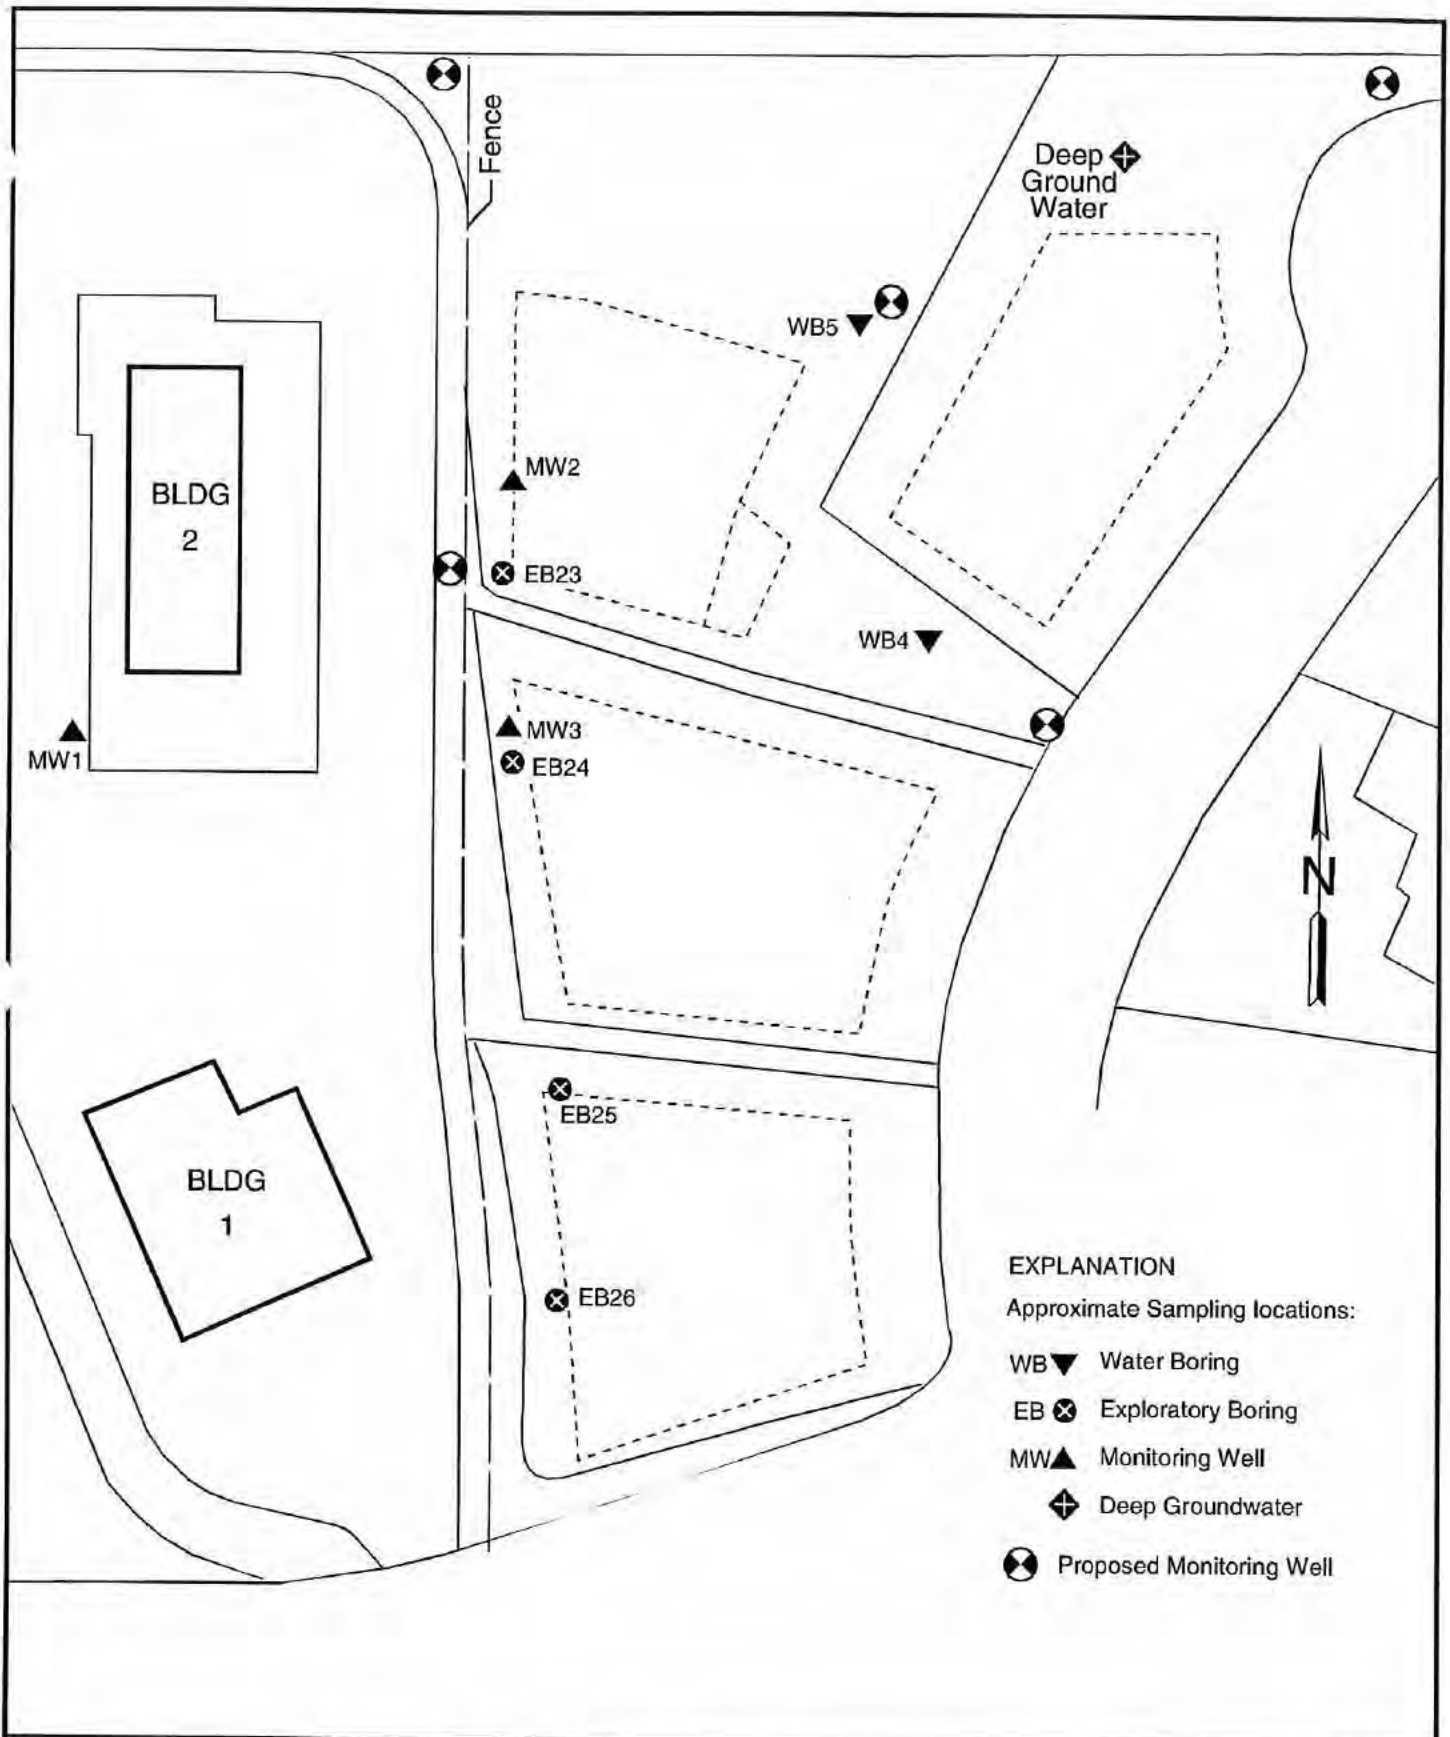 Fence
Deep
Ground
Water
WB5
MW2
BLDG
2
EB23
WB4
MW3
MW1
EB24
N
EB25
BLDG
1
EB26
EXPLANATION
Approximate Sampling locations:
WB Water Boring
EB Exploratory Boring
MW Monitoring Well
Deep Groundwater
Proposed Monitoring Well